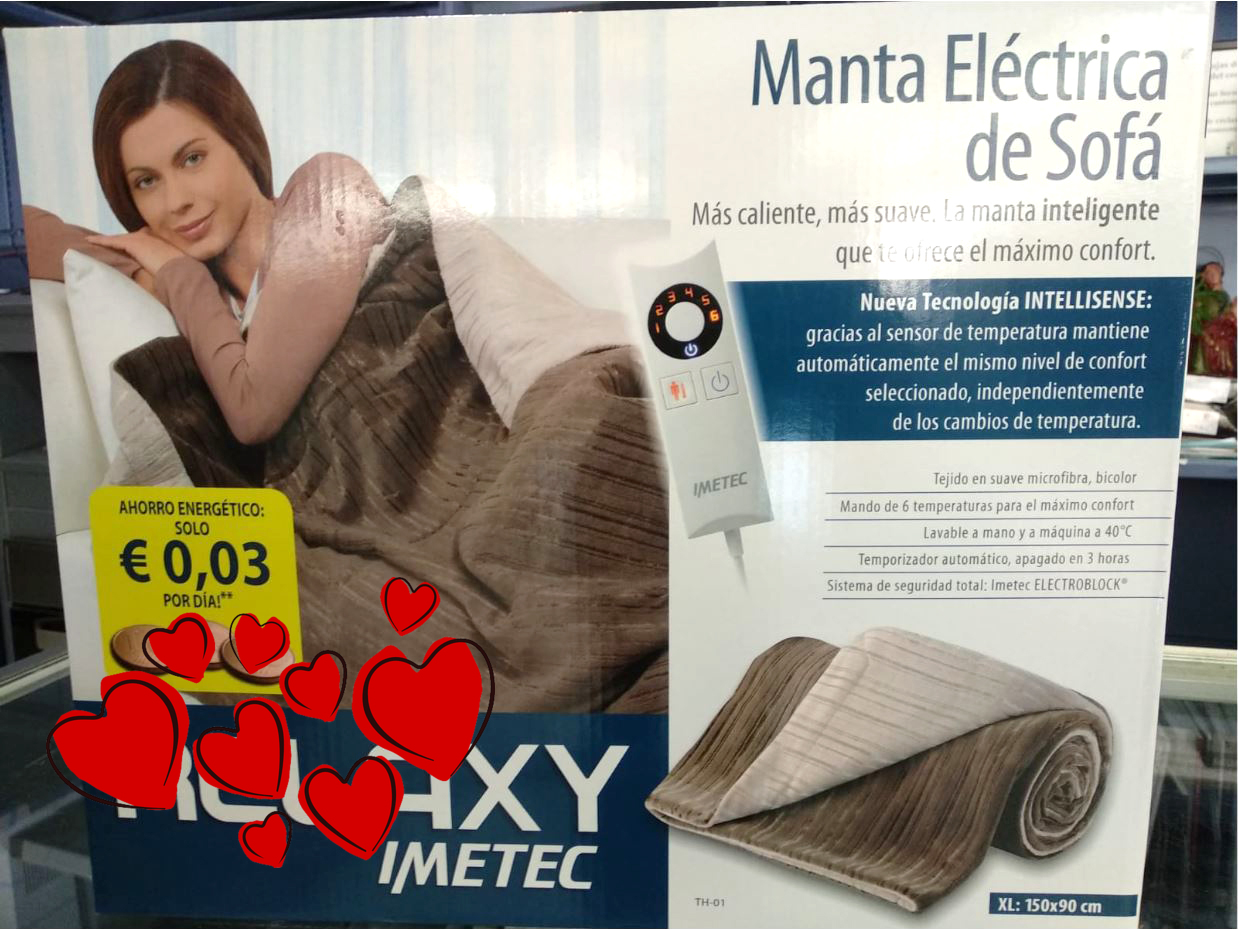 Manta Eléctrica
de Sofá
Más caliente, más suave. La manta inteligente
que te ofrece el máximo confort.
1 2 3 4 5 6
Nueva Tecnología INTELLISENSE:
gracias al sensor de temperatura mantiene
automáticamente el mismo nivel de confort
seleccionado, independientemente
de los cambios de temperatura.
IMETEC
Tejido en suave microfibra, bicolor
Mando de 6 temperaturas para el máximo confort
Lavable a mano y a máquina a 40°C
Temporizador automático, apagado en 3 horas
Sistema de seguridad total: Imetec ELECTROBLOCK®
AHORRO ENERGÉTICO:
SOLO
€ 0,03
POR DÍA!**
RELAXY
IMETEC
TH-01
XL: 150x90 cm